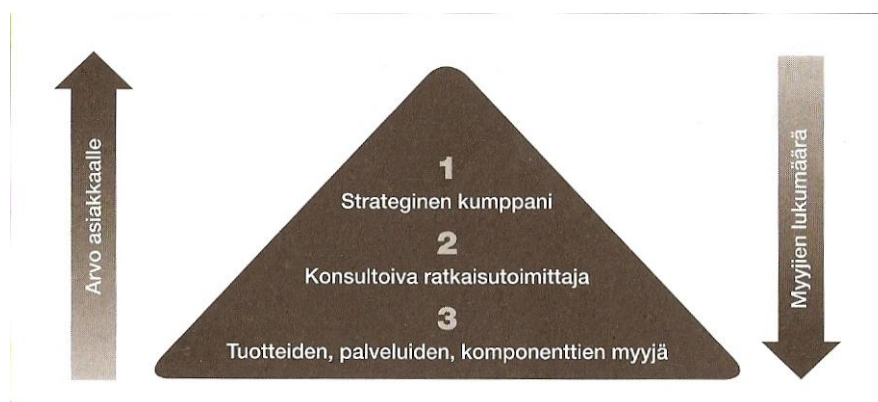 Arvo asiakkaalle
1
Strateginen kumppani
2
Konsultoiva ratkaisutoimittaja
3
Tuotteiden, palveluiden, komponenttien myyjä
Myyjien lukumäärä